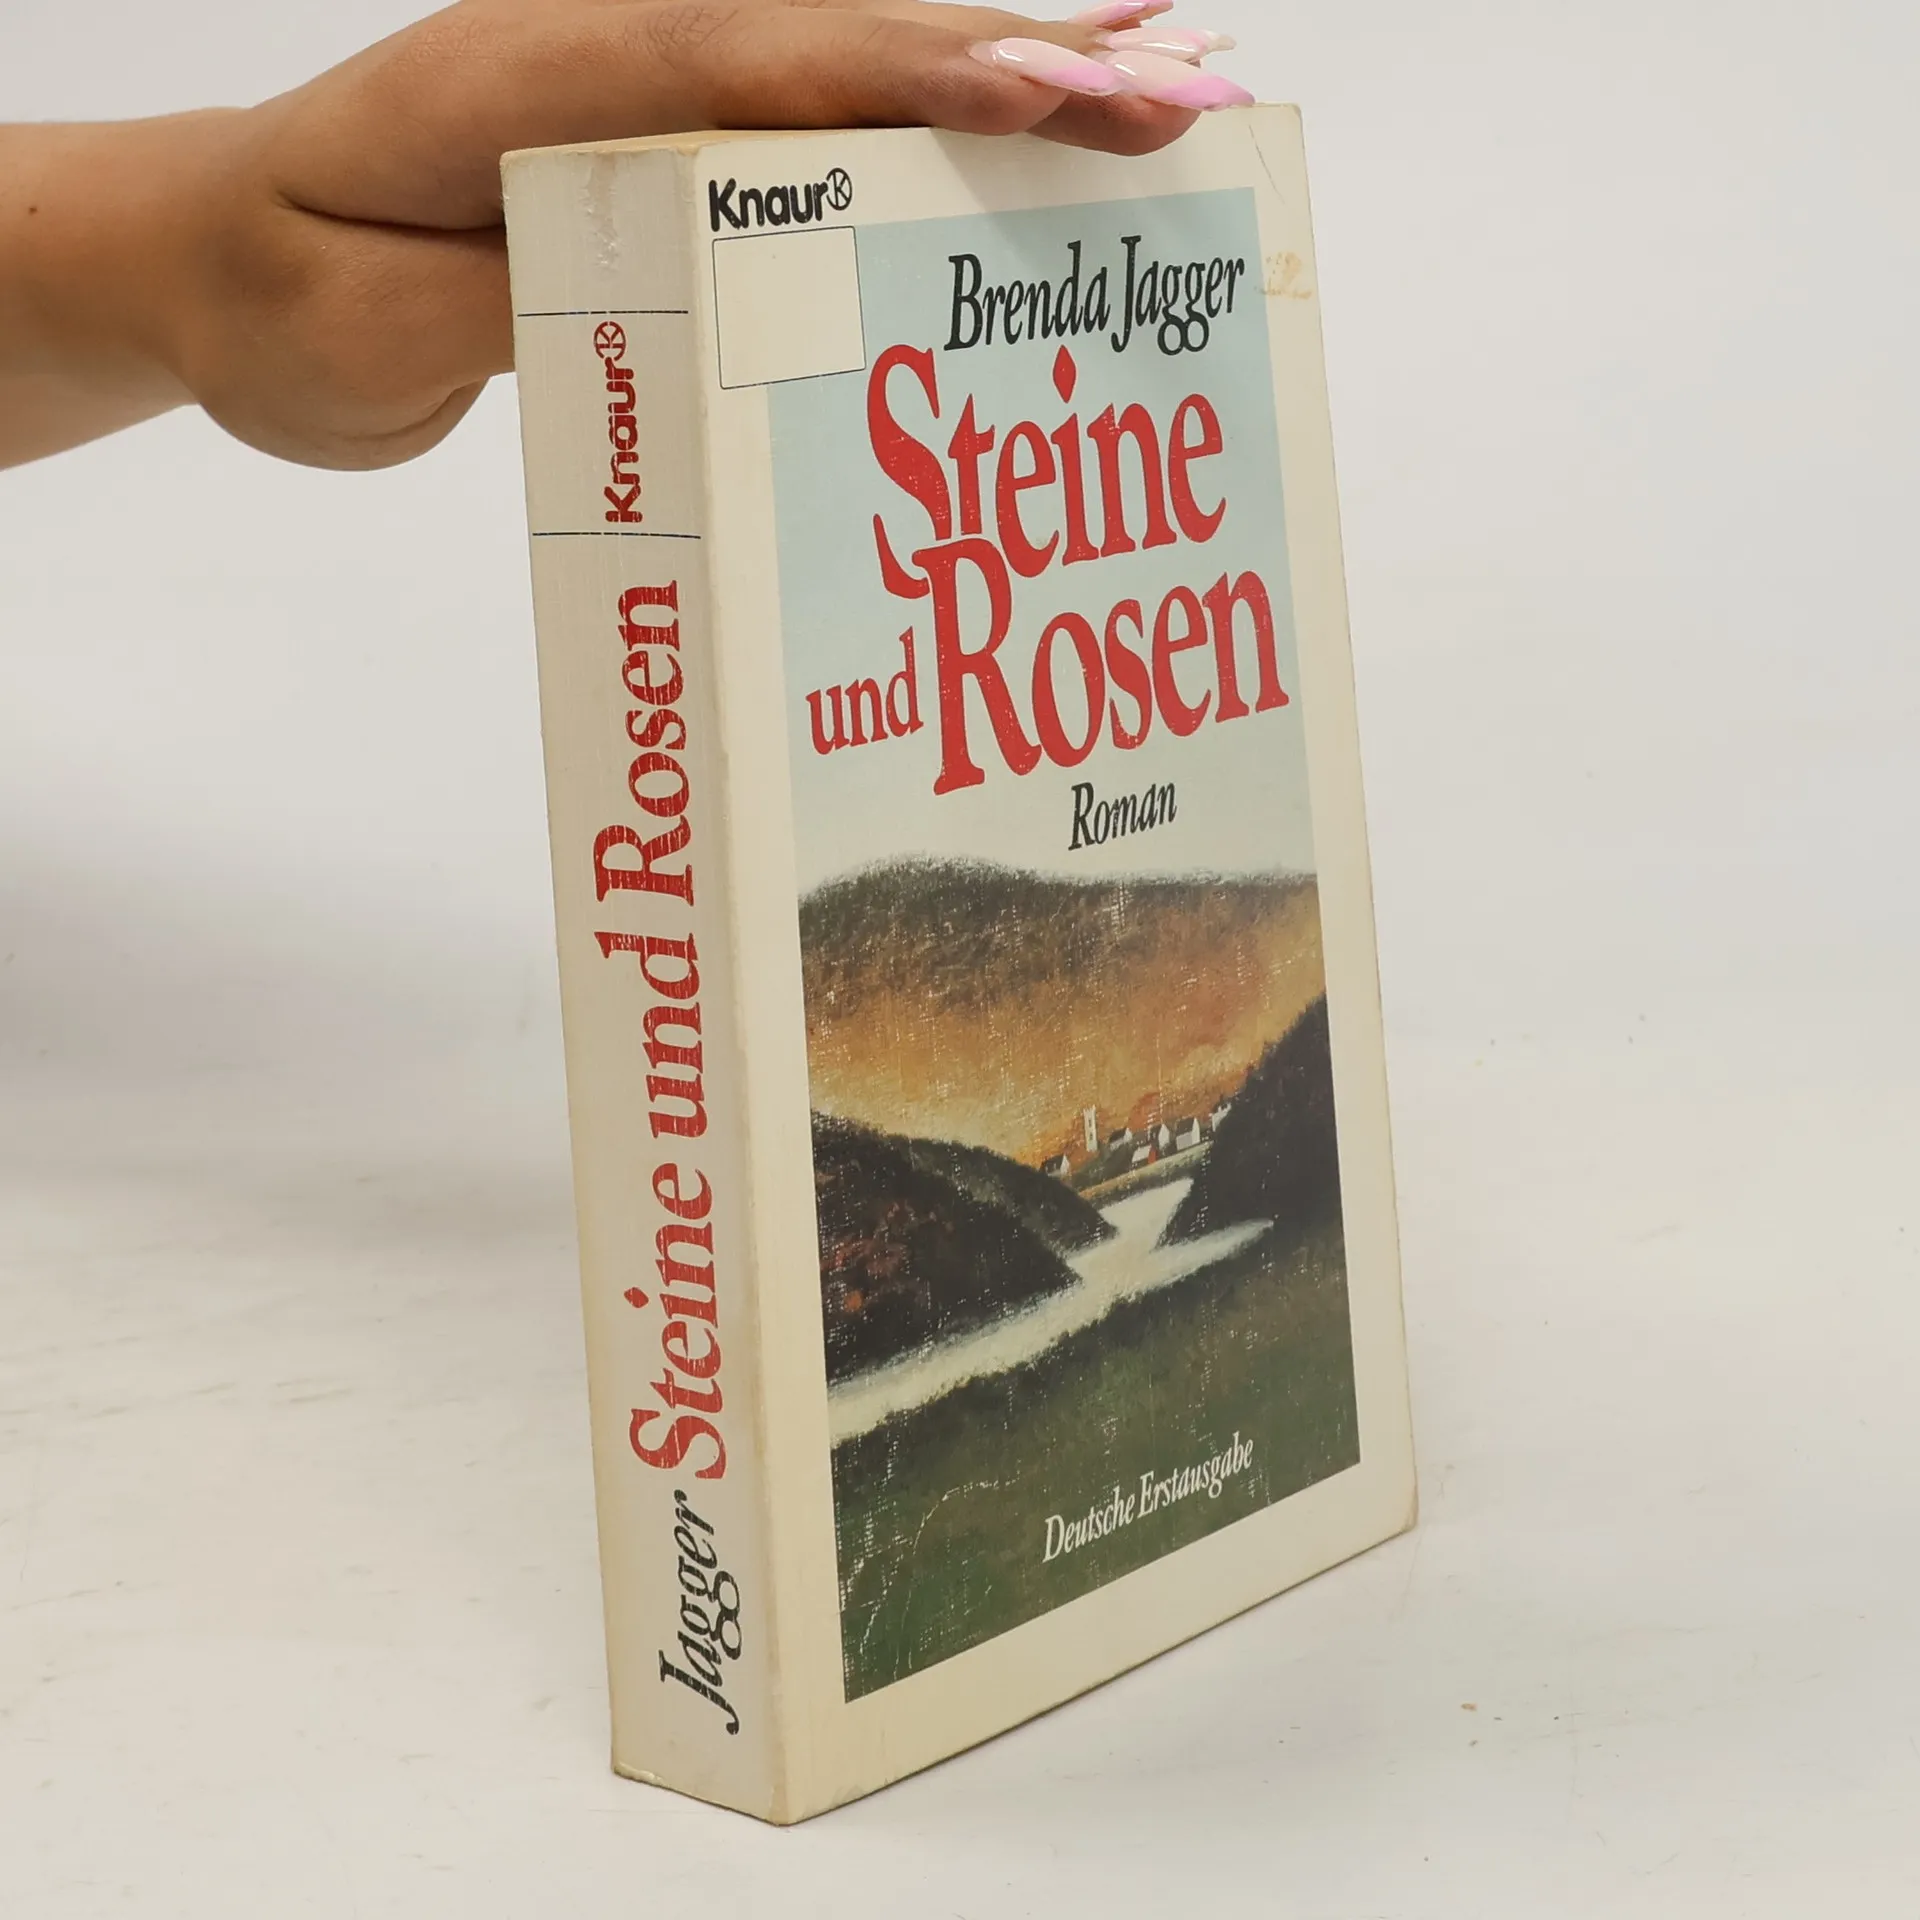 Knaur
Brenda Jagger
Steine
und Rosen
Roman
Deutsche Erstausgabe
Jagger Steine und Rosen Knaur